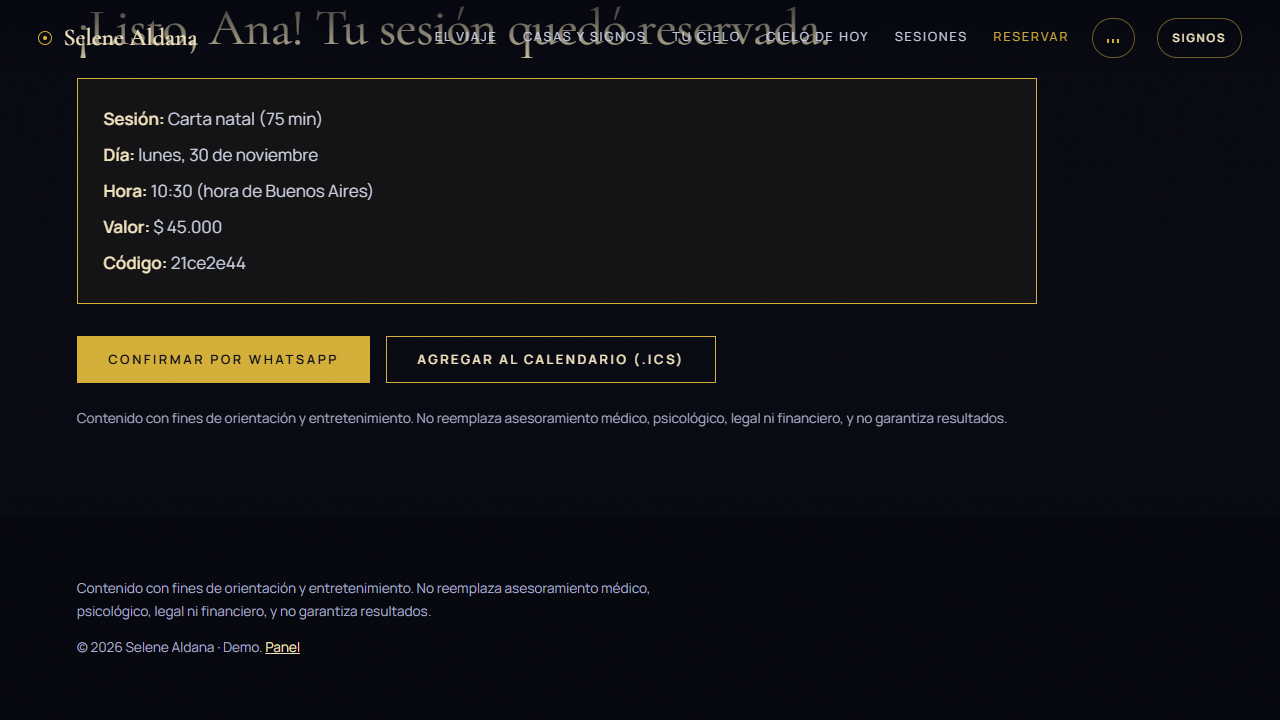 Selene Aldana
EL VIAJE
CASAS Y SIGNOS
TU CIELO
CIELO DE HOY
SESIONES
RESERVAR
SIGNOS
¡Listo, Ana! Tu sesión quedó reservada.
Sesión: Carta natal (75 min)
Día: lunes, 30 de noviembre
Hora: 10:30 (hora de Buenos Aires)
Valor: $ 45.000
Código: 21ce2e44
CONFIRMAR POR WHATSAPP
AGREGAR AL CALENDARIO (.ICS)
Contenido con fines de orientación y entretenimiento. No reemplaza asesoramiento médico, psicológico, legal ni financiero, y no garantiza resultados.
Contenido con fines de orientación y entretenimiento. No reemplaza asesoramiento médico,
psicológico, legal ni financiero, y no garantiza resultados.
© 2026 Selene Aldana · Demo. Panel